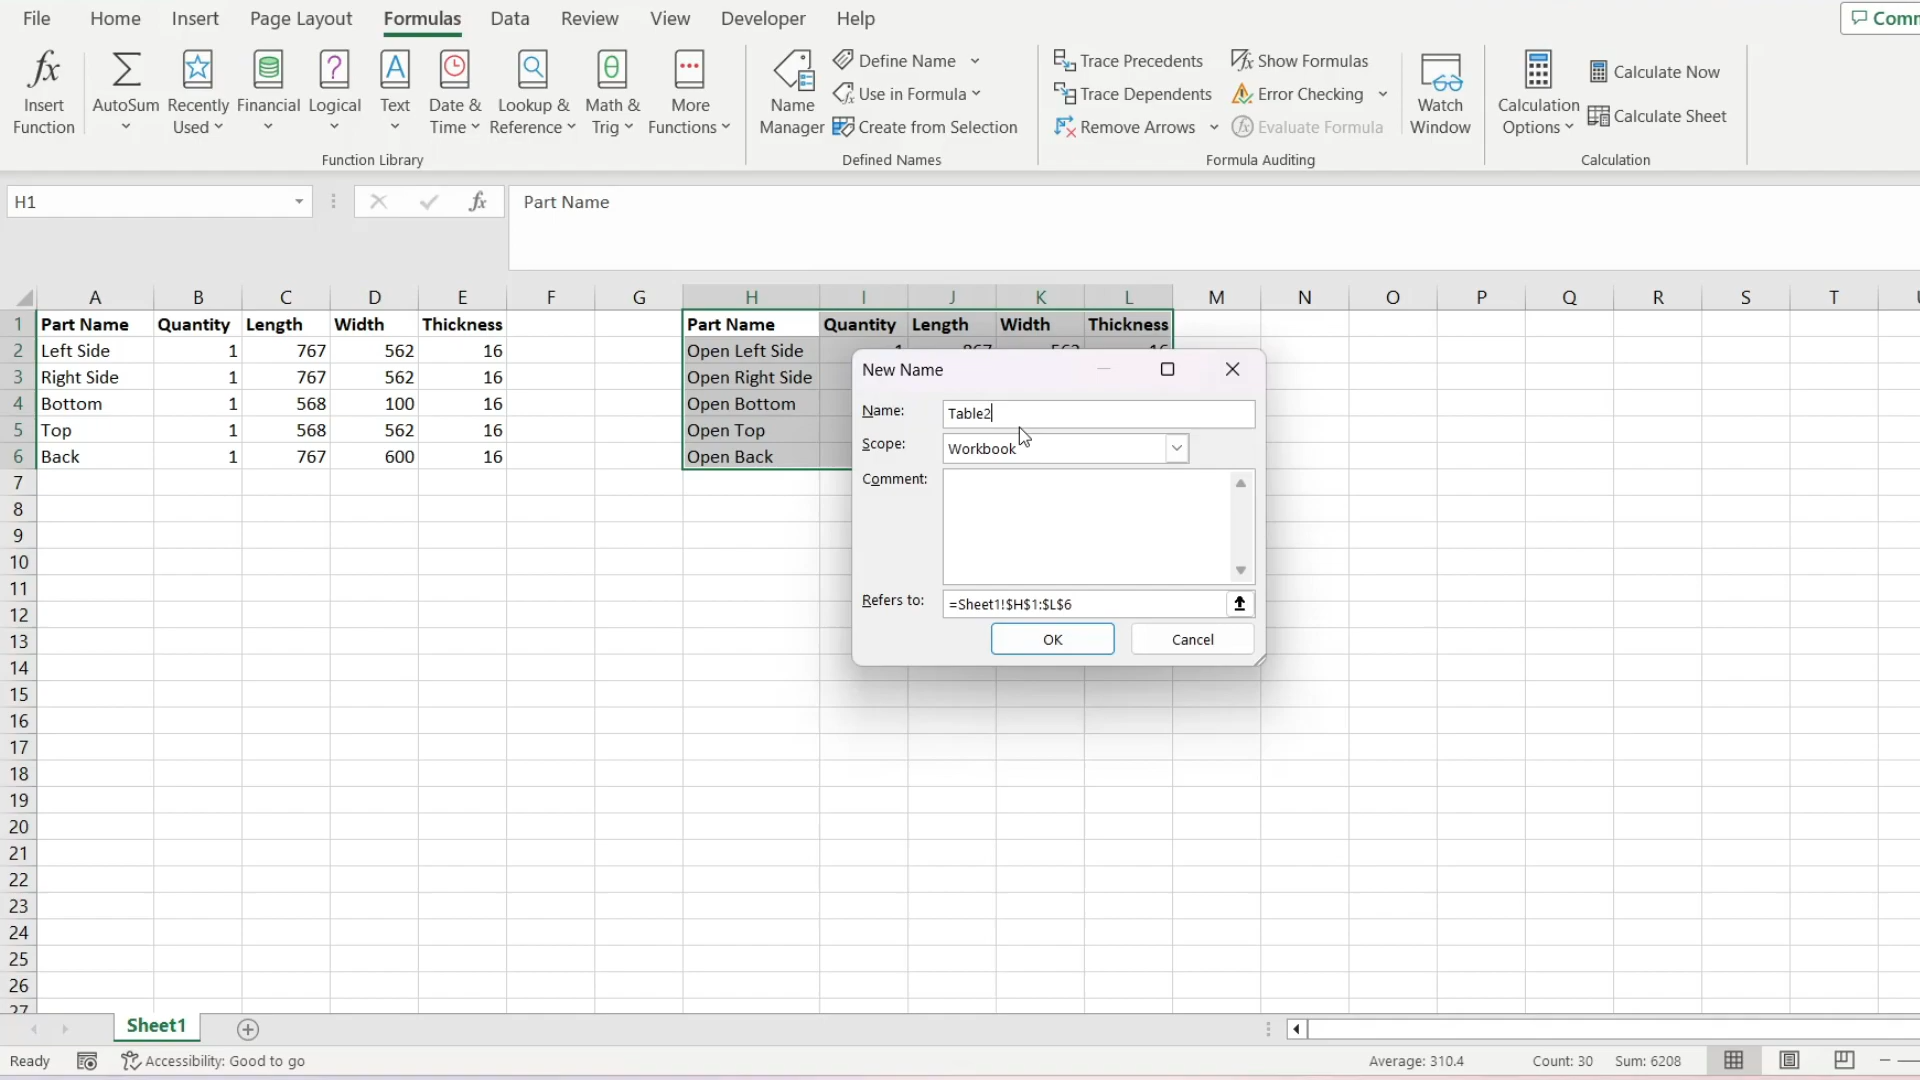 File Home Insert Page Layout Formulas Data Review View Developer Help Comm
Insert Function
AutoSum
Recently Used
Financial
Logical
Text
Date & Time
Lookup & Reference
Math & Trig
More Functions
Function Library
Name Manager
Define Name
Use in Formula
Create from Selection
Defined Names
Trace Precedents
Trace Dependents
Remove Arrows
Show Formulas
Error Checking
Evaluate Formula
Formula Auditing
Watch Window
Calculation Options
Calculate Now
Calculate Sheet
Calculation
H1 fx Part Name
A B C D E F G H I J K L M N O P Q R S T
1 Part Name Quantity Length Width Thickness Part Name Quantity Length Width Thickness
2 Left Side 1 767 562 16 Open Left Side
3 Right Side 1 767 562 16 Open Right Side
4 Bottom 1 568 100 16 Open Bottom
5 Top 1 568 562 16 Open Top
6 Back 1 767 600 16 Open Back
7
8
9
10
11
12
13
14
15
16
17
18
19
20
21
22
23
24
25
26
27
New Name
Name: Table2
Scope: Workbook
Comment:
Refers to: =Sheet1!$H$1:$L$6
OK Cancel
Sheet1
Ready Accessibility: Good to go Average: 310.4 Count: 30 Sum: 6208